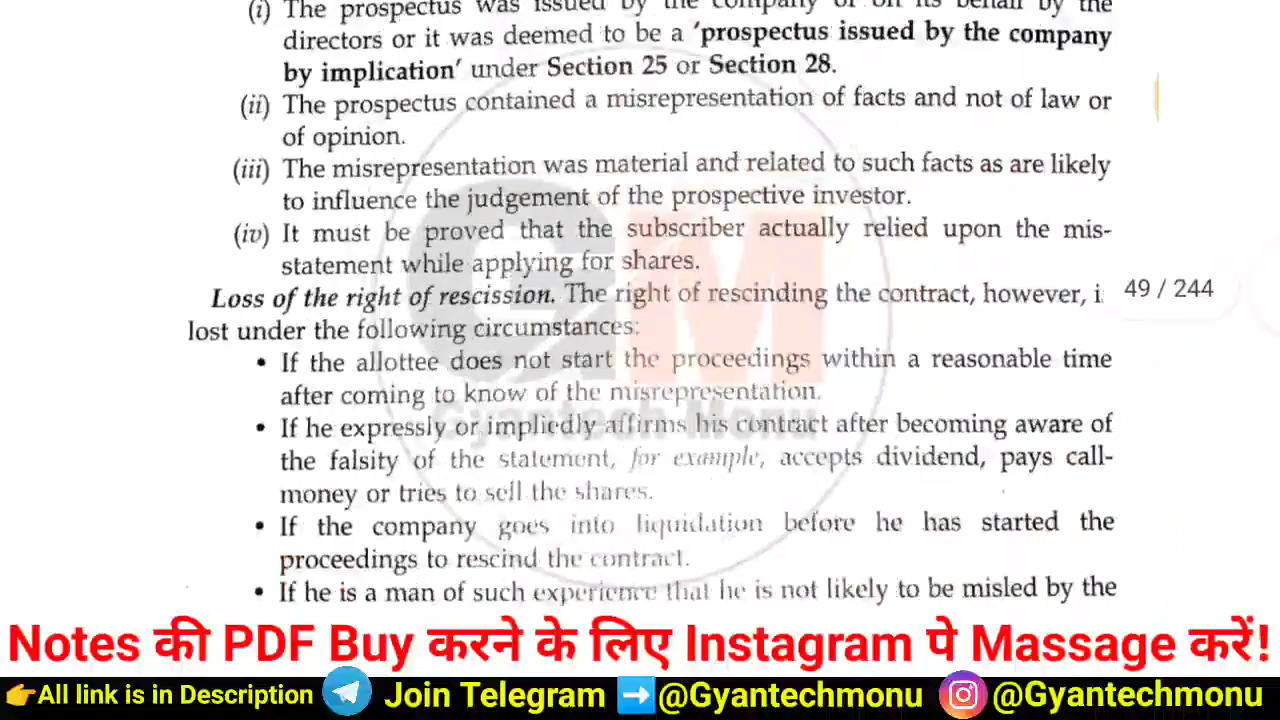 (i) The prospectus was issued by the company or on its behalf by the
directors or it was deemed to be a 'prospectus issued by the company
by implication' under Section 25 or Section 28.
(ii) The prospectus contained a misrepresentation of facts and not of law or
of opinion.
(iii) The misrepresentation was material and related to such facts as are likely
to influence the judgement of the prospective investor.
(iv) It must be proved that the subscriber actually relied upon the mis-
statement while applying for shares.
Loss of the right of rescission. The right of rescinding the contract, however, i
49 / 244
lost under the following circumstances:
• If the allottee does not start the proceedings within a reasonable time
after coming to know of the misrepresentation.
• If he expressly or impliedly affirms his contract after becoming aware of
the falsity of the statement, for example, accepts dividend, pays call-
money or tries to sell the shares.
• If the company goes into liquidation before he has started the
proceedings to rescind the contract.
• If he is a man of such experience that he is not likely to be misled by the
GM
Gyantech Monu
Notes की PDF Buy करने के लिए Instagram पे Massage करें!
👉All link is in Description Join Telegram ➡️@Gyantechmonu @Gyantechmonu